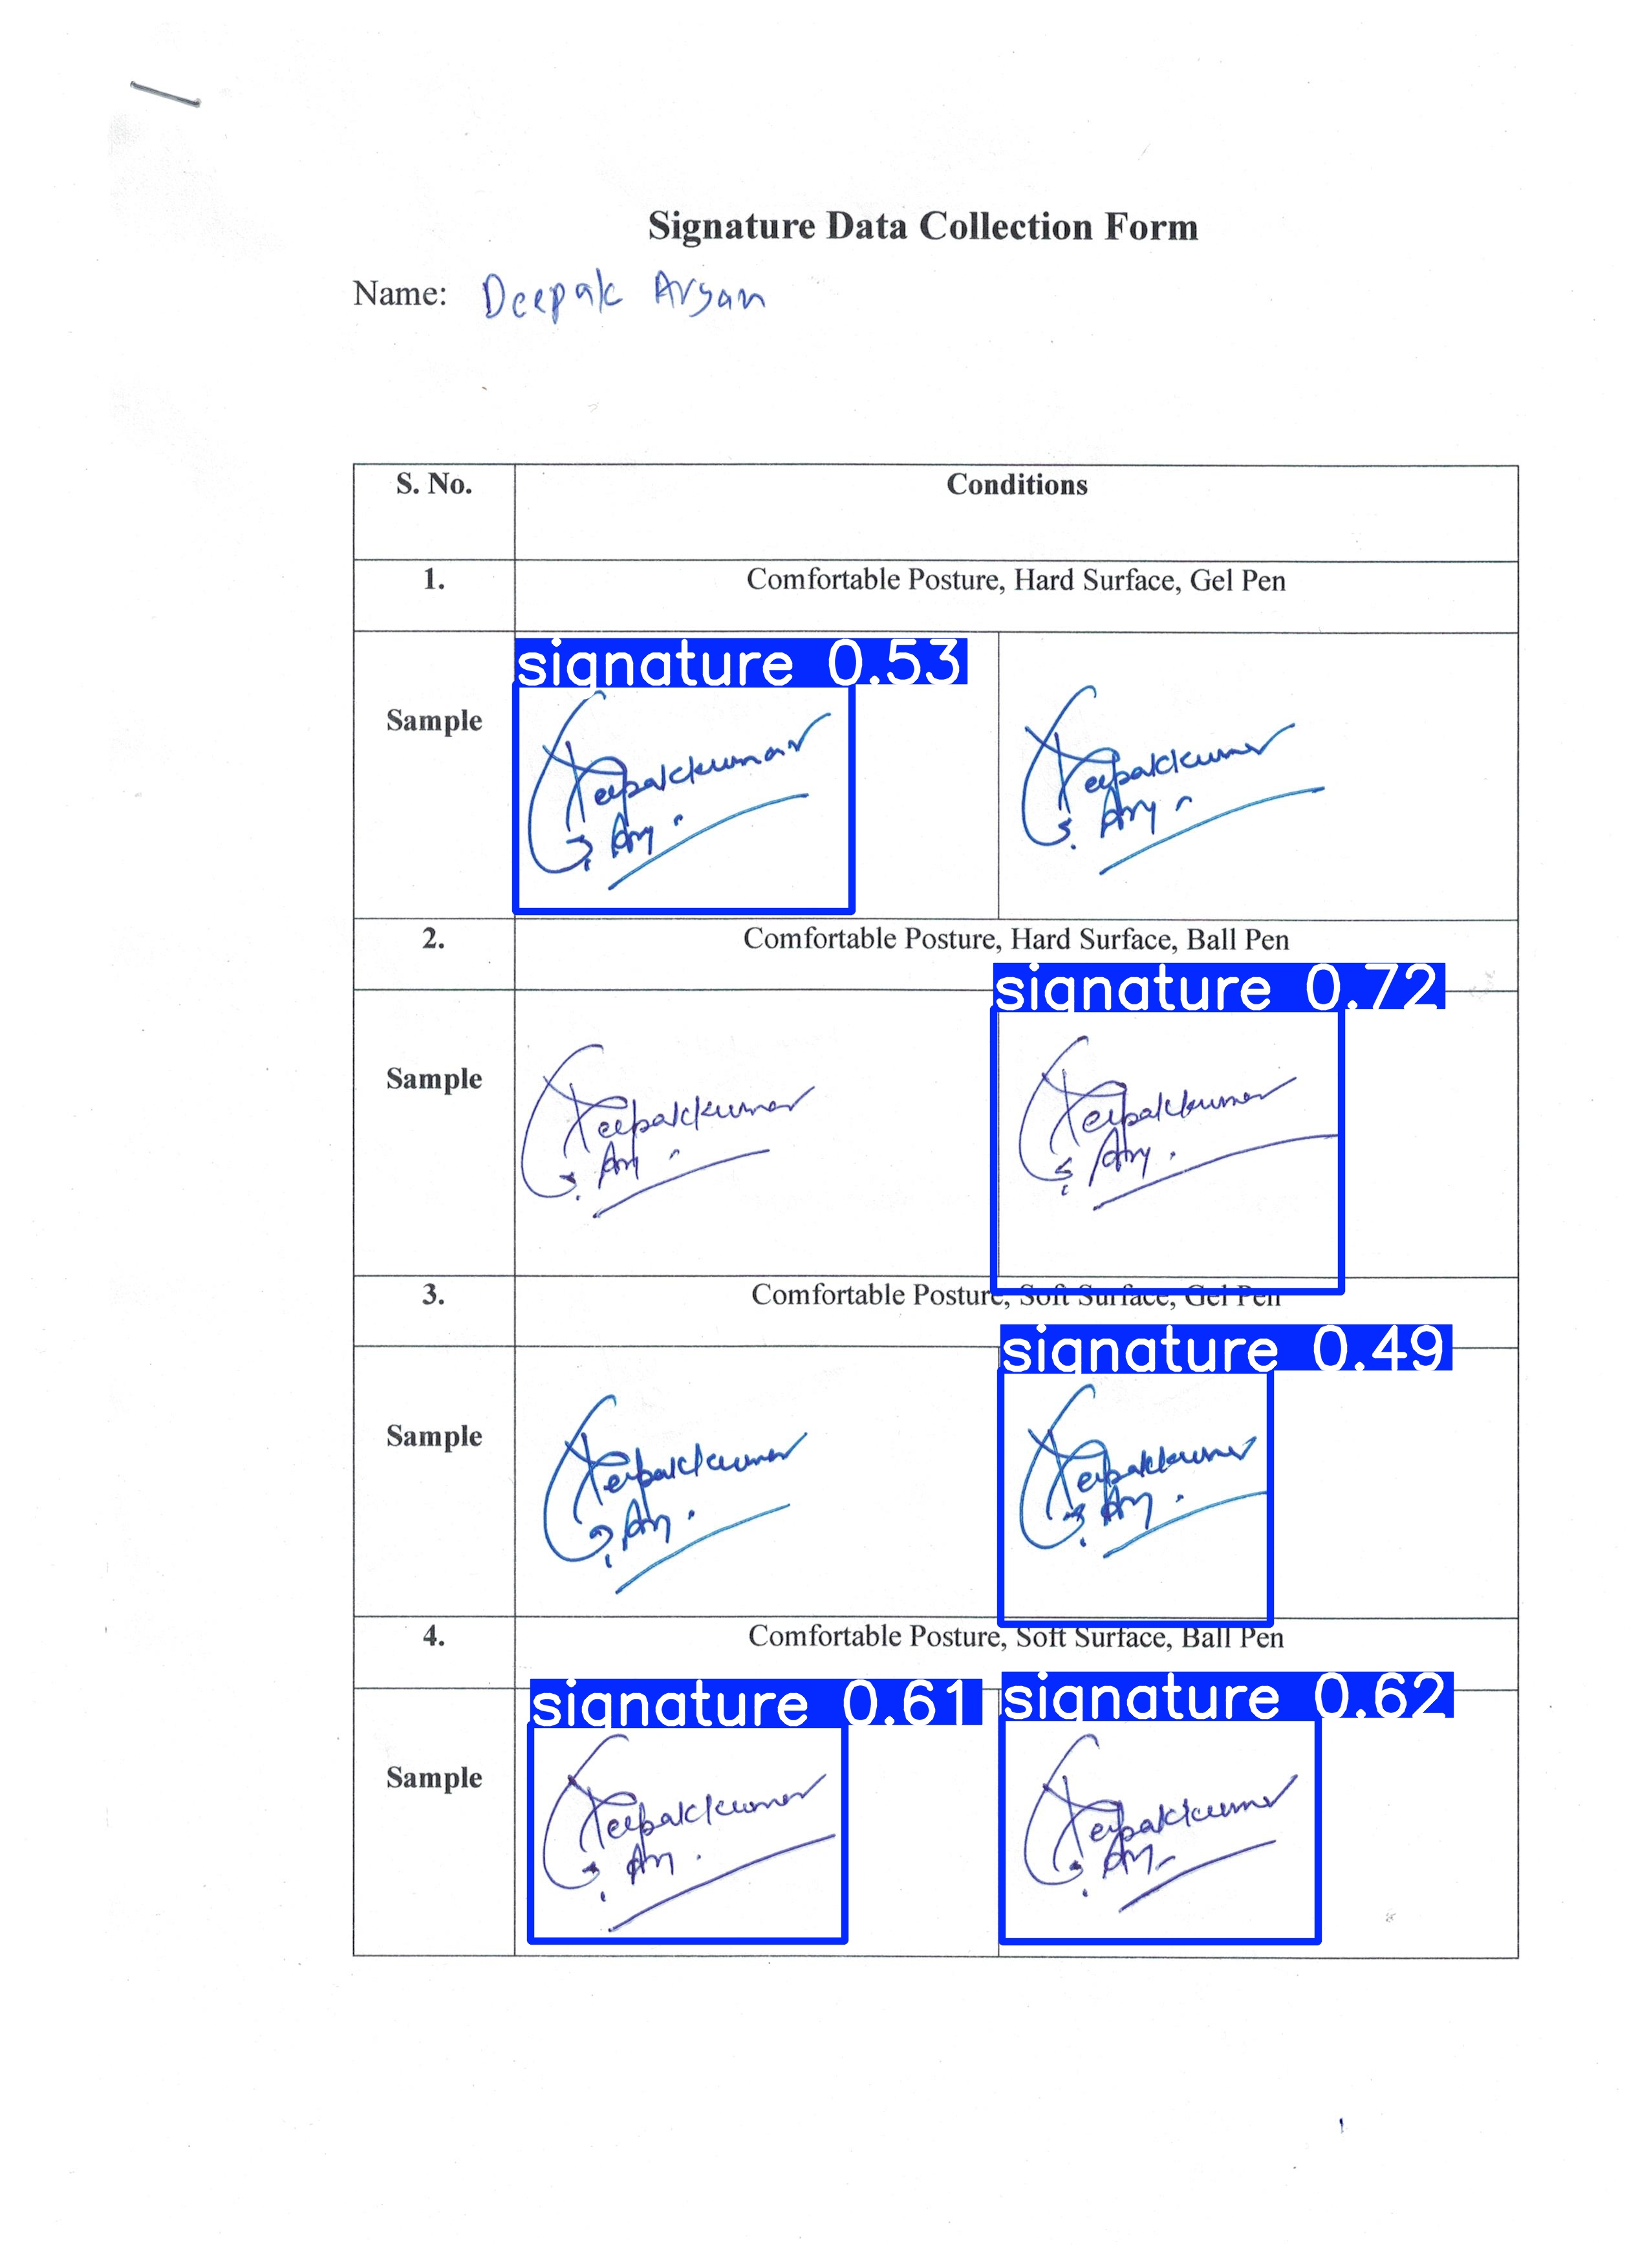 Signature Data Collection Form
Name: Deepak Aryan
S. No. Conditions
1. Comfortable Posture, Hard Surface, Gel Pen
signature 0.53
Sample Deepakkumar Deepakkumar
Ary. Ary
2. Comfortable Posture, Hard Surface, Ball Pen
signature 0.72
Sample Deepakkumar Deepakkumar
Ary Ary.
3. Comfortable Posture, Soft Surface, Gel Pen
signature 0.49
Sample Deepakkumar Deepakkumar
Ary. Ary.
4. Comfortable Posture, Soft Surface, Ball Pen
signature 0.61 signature 0.62
Sample Deepakkumar Deepakkumar
Ary. Ary